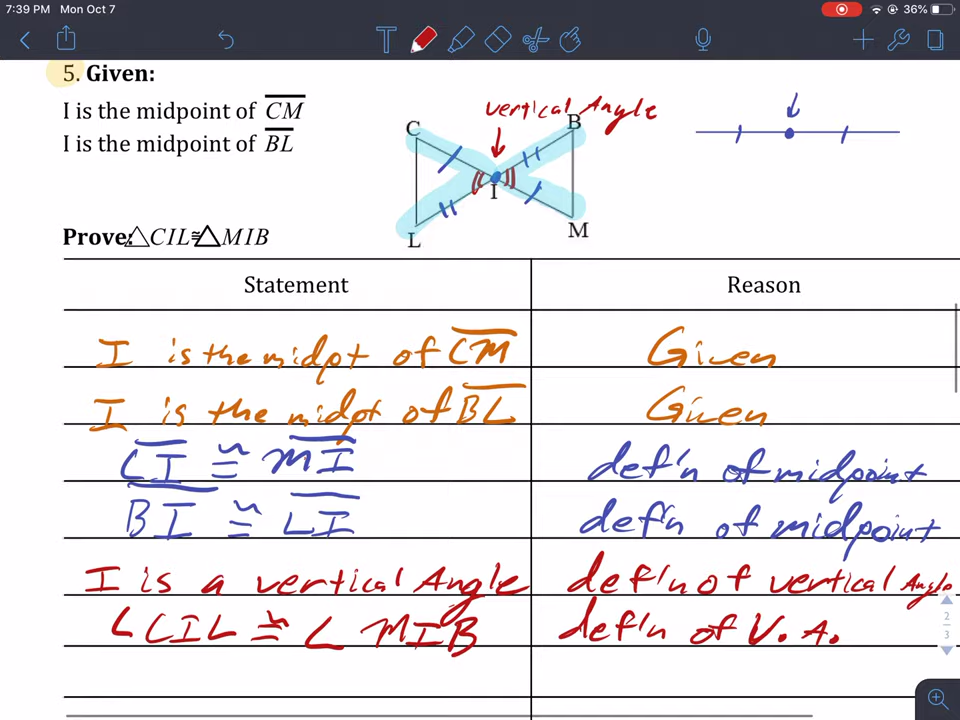 7:39 PM Mon Oct 7
36%
T
5. Given:
I is the midpoint of CM
I is the midpoint of BL
vertical Angle
C
B
I
L
M
Prove: △CIL≅△MIB
Statement Reason
I is the midpt of CM Given
I is the midpt of BL Given
CI ≅ MI def'n of midpoint
BI ≅ LI def'n of midpoint
I is a vertical Angle def'n of vertical Angle
∠CIL ≅ ∠MIB def'n of V.A.
2
3